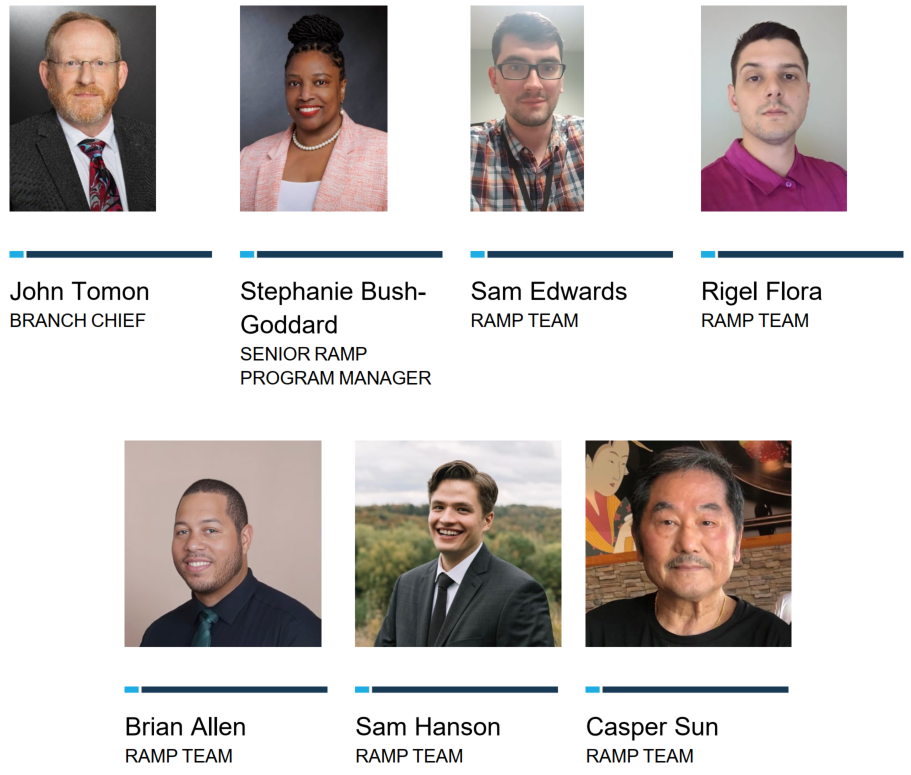 John Tomon
BRANCH CHIEF
Stephanie Bush-
Goddard
SENIOR RAMP
PROGRAM MANAGER
Sam Edwards
RAMP TEAM
Rigel Flora
RAMP TEAM
Brian Allen
RAMP TEAM
Sam Hanson
RAMP TEAM
Casper Sun
RAMP TEAM